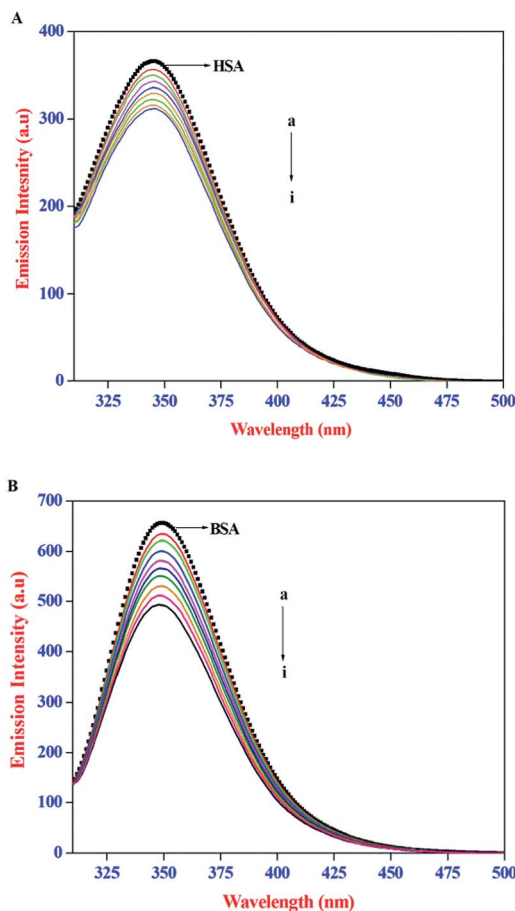 A
400
300
200
100
0
HSA
a
i
Emission Intesnity (a.u)
325 350 375 400 425 450 475 500
Wavelength (nm)
B
700
600
500
400
300
200
100
0
BSA
a
i
Emission Intensity (a.u)
325 350 375 400 425 450 475 500
Wavelength (nm)